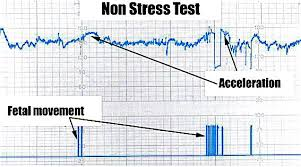 Non Stress Test
Acceleration
Fetal movement